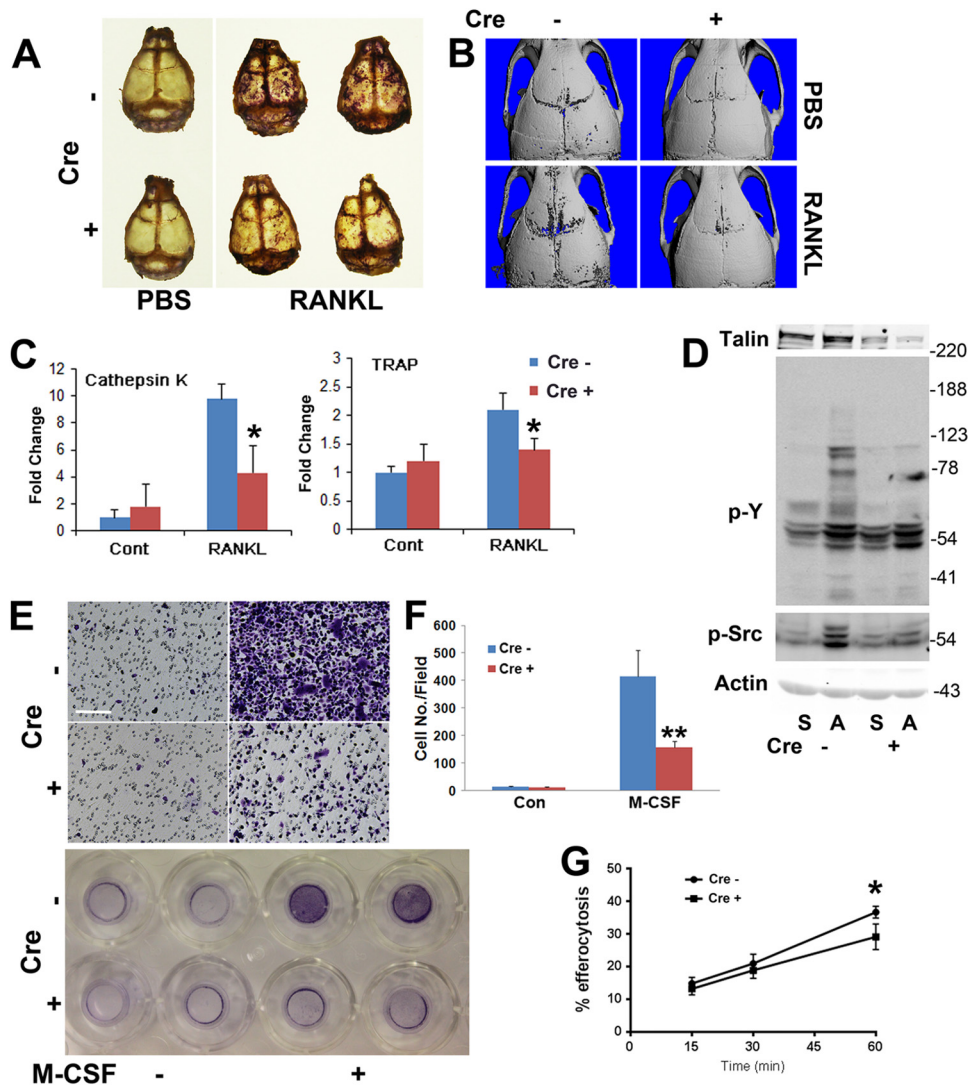 A
-
Cre
+
PBS RANKL
Cre - +
B
PBS
RANKL
C
Cathepsin K
Fold Change
12
10
8
6
4
2
0
*
Cont RANKL
TRAP
Fold Change
3
2.5
2
1.5
1
0.5
0
Cre -
Cre +
*
Cont RANKL
D
Talin
-220
-188
-123
-78
p-Y
-54
-41
p-Src
-54
Actin
-43
S A S A
Cre - +
E
-
Cre
+
-
Cre
+
M-CSF - +
F
Cell No./Field
600
500
400
300
200
100
0
Cre -
Cre +
**
Con M-CSF
G
% efferocytosis
50
40
30
20
10
0
Cre -
Cre +
*
0 15 30 45 60
Time (min)